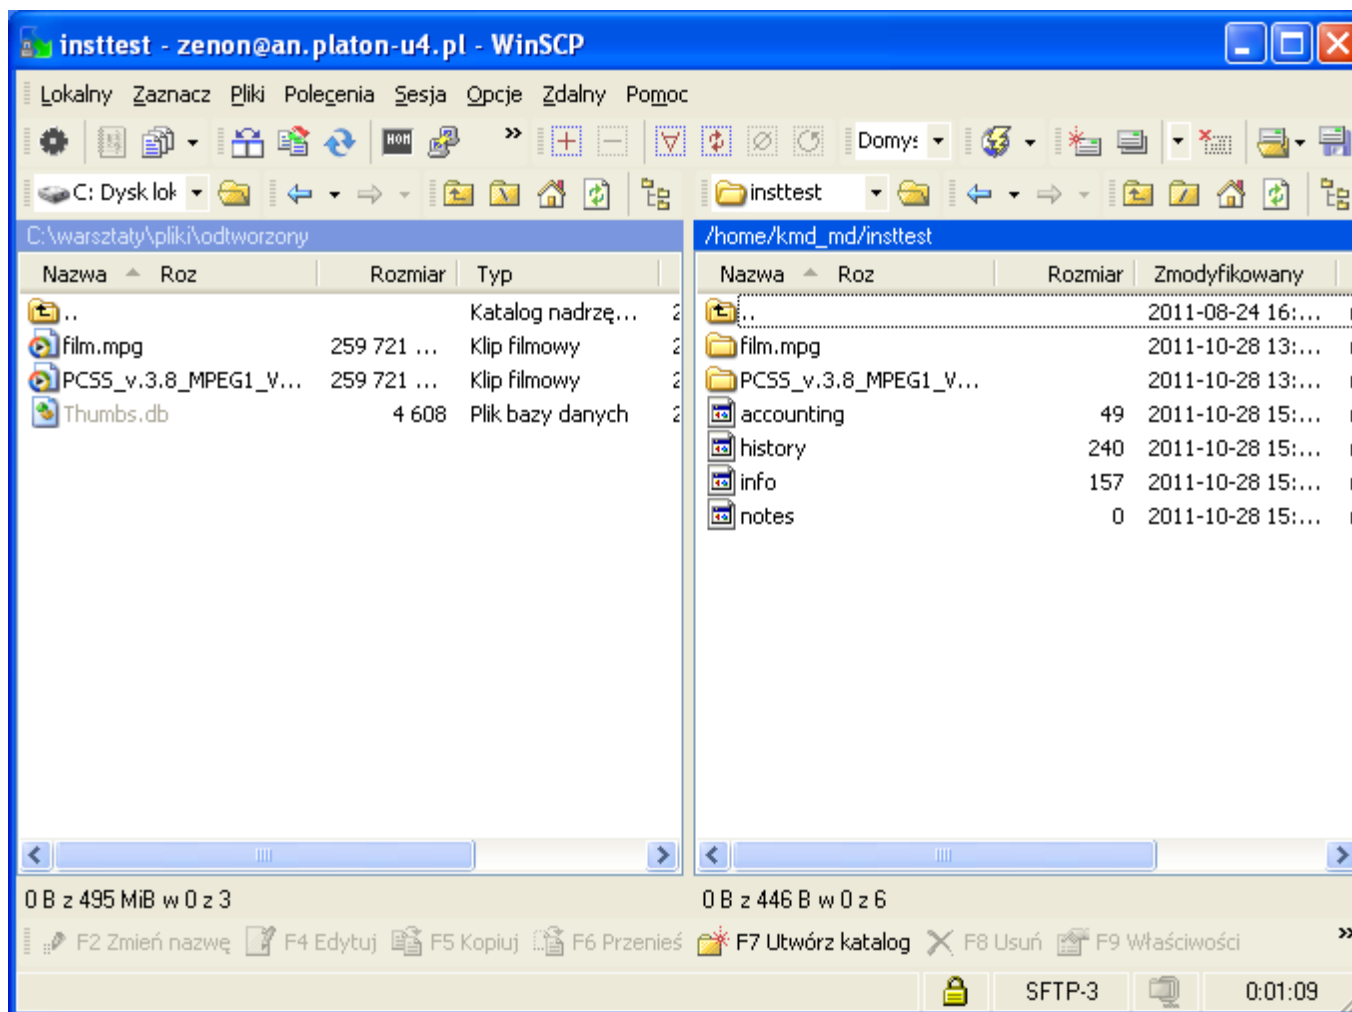 insttest - zenon@an.platon-u4.pl - WinSCP
Lokalny Zaznacz Pliki Polecenia Sesja Opcje Zdalny Pomoc
Domyś
C: Dysk lok insttest
C:\warsztaty\pliki\odtworzony
Nazwa Roz Rozmiar Typ
.. Katalog nadrzę...
film.mpg 259 721 ... Klip filmowy
PCSS_v.3.8_MPEG1_V... 259 721 ... Klip filmowy
Thumbs.db 4 608 Plik bazy danych
0 B z 495 MiB w 0 z 3
/home/kmd_md/insttest
Nazwa Roz Rozmiar Zmodyfikowany
.. 2011-08-24 16:...
film.mpg 2011-10-28 13:...
PCSS_v.3.8_MPEG1_V... 2011-10-28 13:...
accounting 49 2011-10-28 15:...
history 240 2011-10-28 15:...
info 157 2011-10-28 15:...
notes 0 2011-10-28 15:...
0 B z 446 B w 0 z 6
F2 Zmień nazwę F4 Edytuj F5 Kopiuj F6 Przenieś F7 Utwórz katalog F8 Usuń F9 Właściwości
SFTP-3 0:01:09